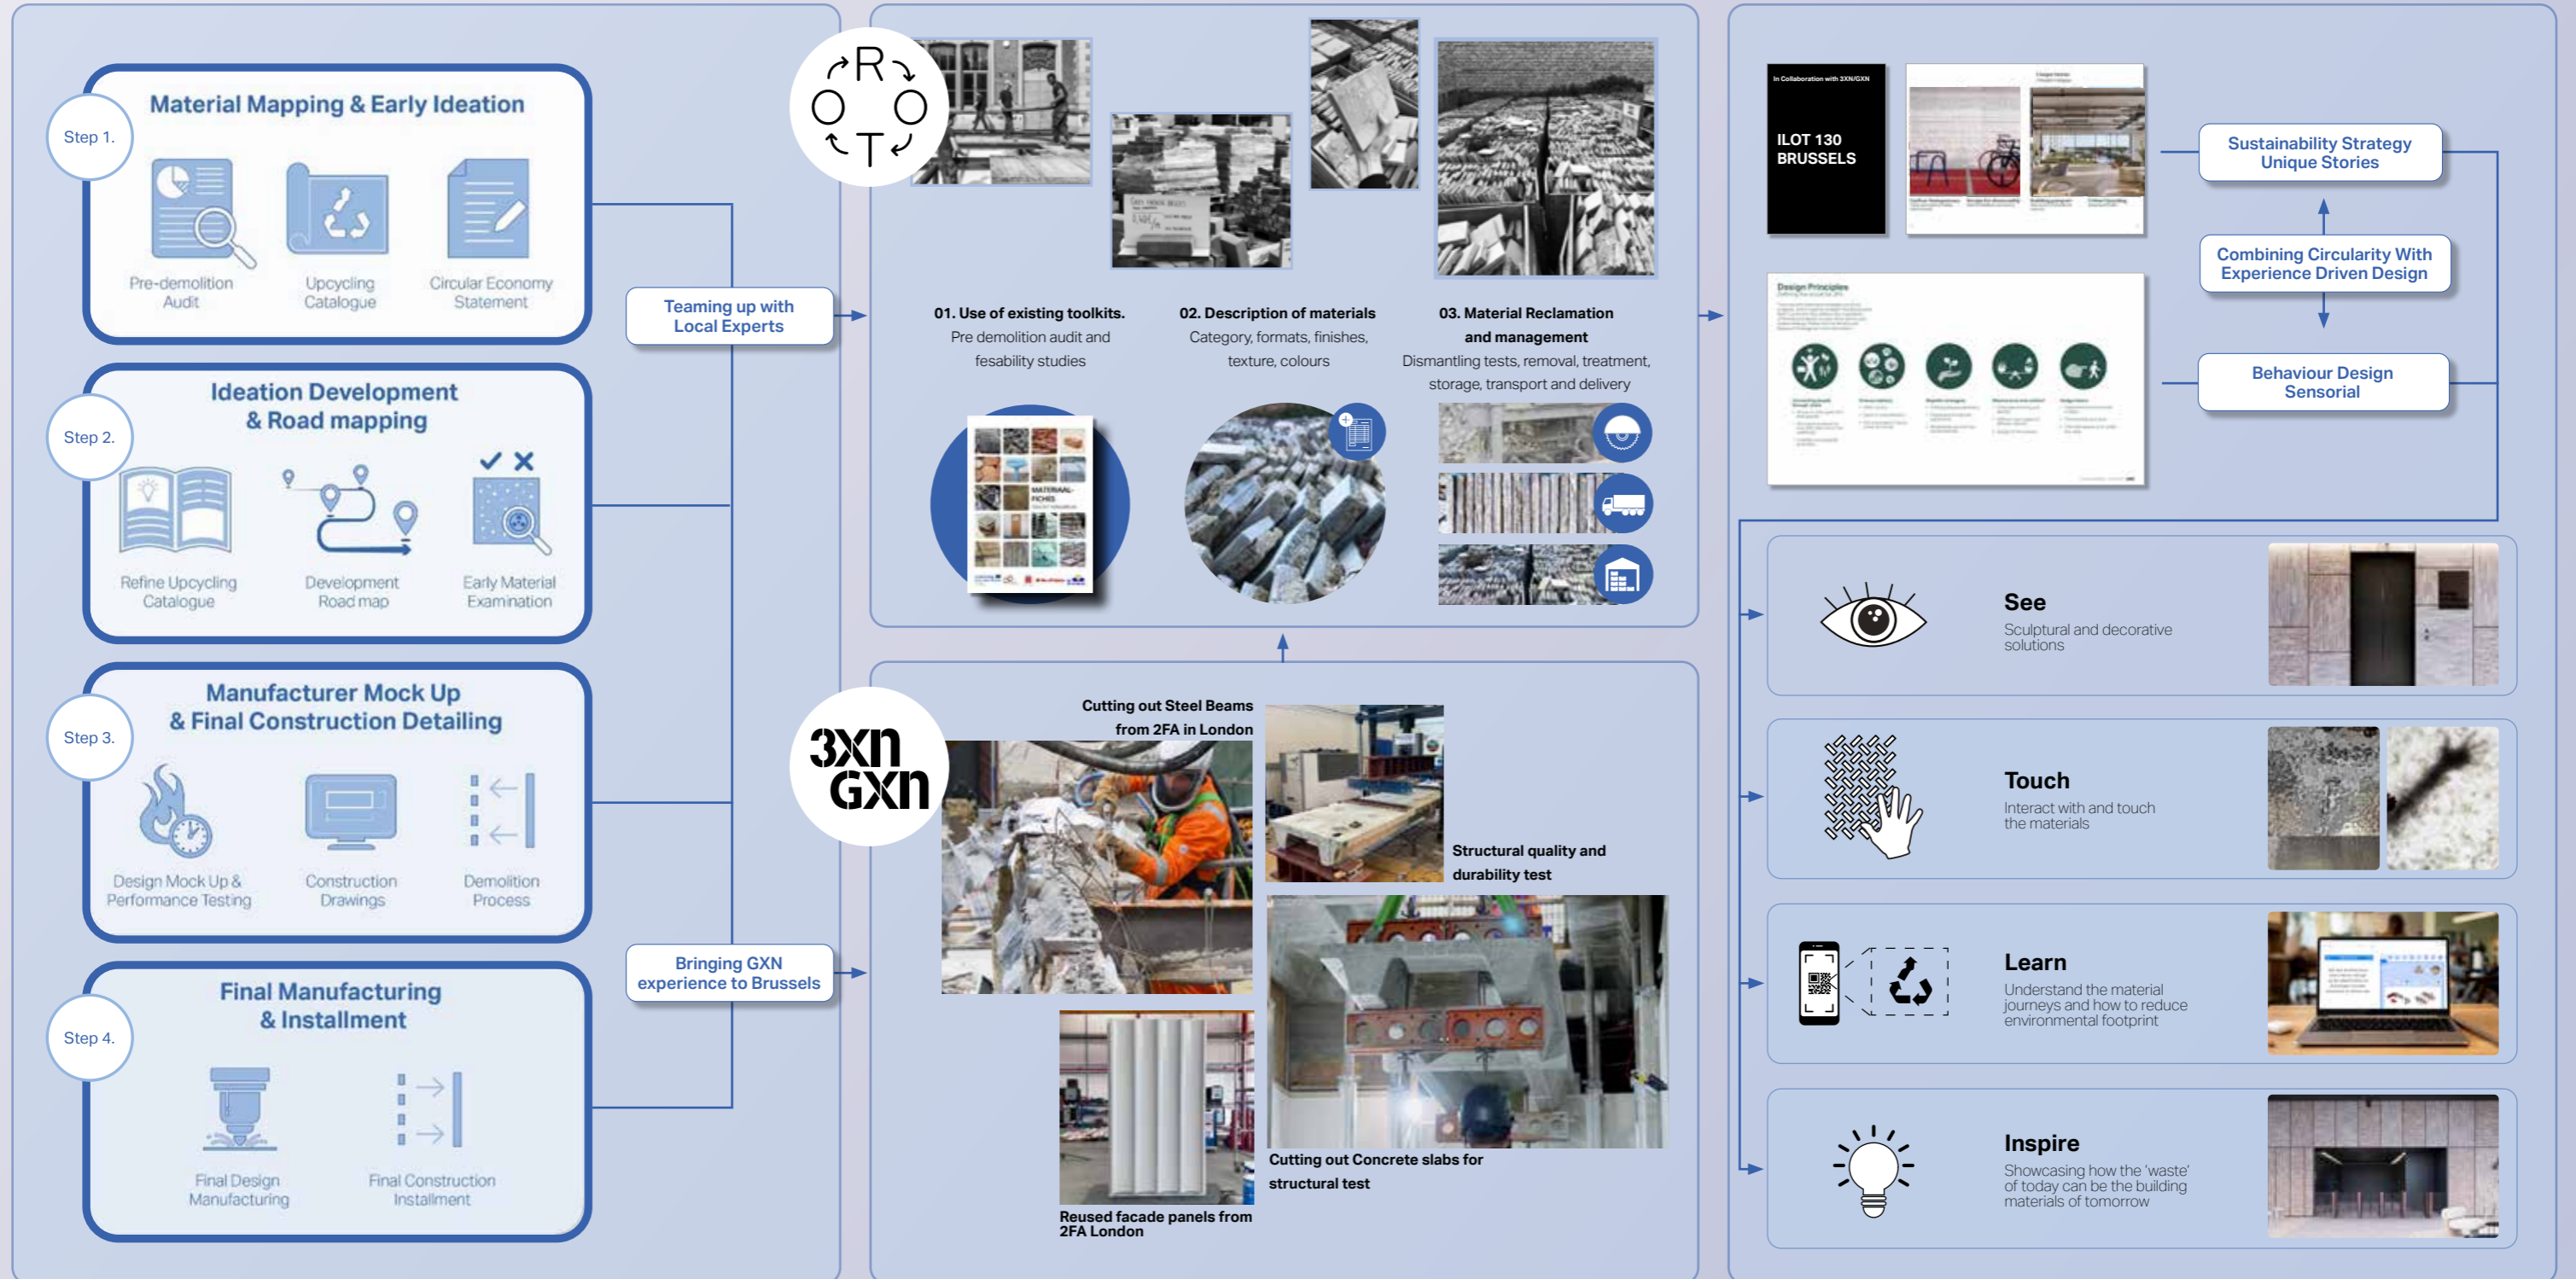 Step 1.
Material Mapping & Early Ideation
Pre-demolition
Audit
Upcycling
Catalogue
Circular Economy
Statement
Step 2.
Ideation Development
& Road mapping
Refine Upcycling
Catalogue
Development
Road map
Early Material
Examination
Step 3.
Manufacturer Mock Up
& Final Construction Detailing
Design Mock Up &
Performance Testing
Construction
Drawings
Demolition
Process
Step 4.
Final Manufacturing
& Installment
Final Design
Manufacturing
Final Construction
Installment
Teaming up with
Local Experts
Bringing GXN
experience to Brussels
ROTO
01. Use of existing toolkits.
Pre demolition audit and
fesability studies
02. Description of materials
Category, formats, finishes,
texture, colours
03. Material Reclamation
and management
Dismantling tests, removal, treatment,
storage, transport and delivery
MATERIAAL-
FICHES
3XN
GXN
Cutting out Steel Beams
from 2FA in London
Structural quality and
durability test
Cutting out Concrete slabs for
structural test
Reused facade panels from
2FA London
In Collaboration with 3XN/GXN
ILOT 130
BRUSSELS
Design Principles
Sustainability Strategy
Unique Stories
Combining Circularity With
Experience Driven Design
Behaviour Design
Sensorial
See
Sculptural and decorative
solutions
Touch
Interact with and touch
the materials
Learn
Understand the material
journeys and how to reduce
environmental footprint
Inspire
Showcasing how the 'waste'
of today can be the building
materials of tomorrow